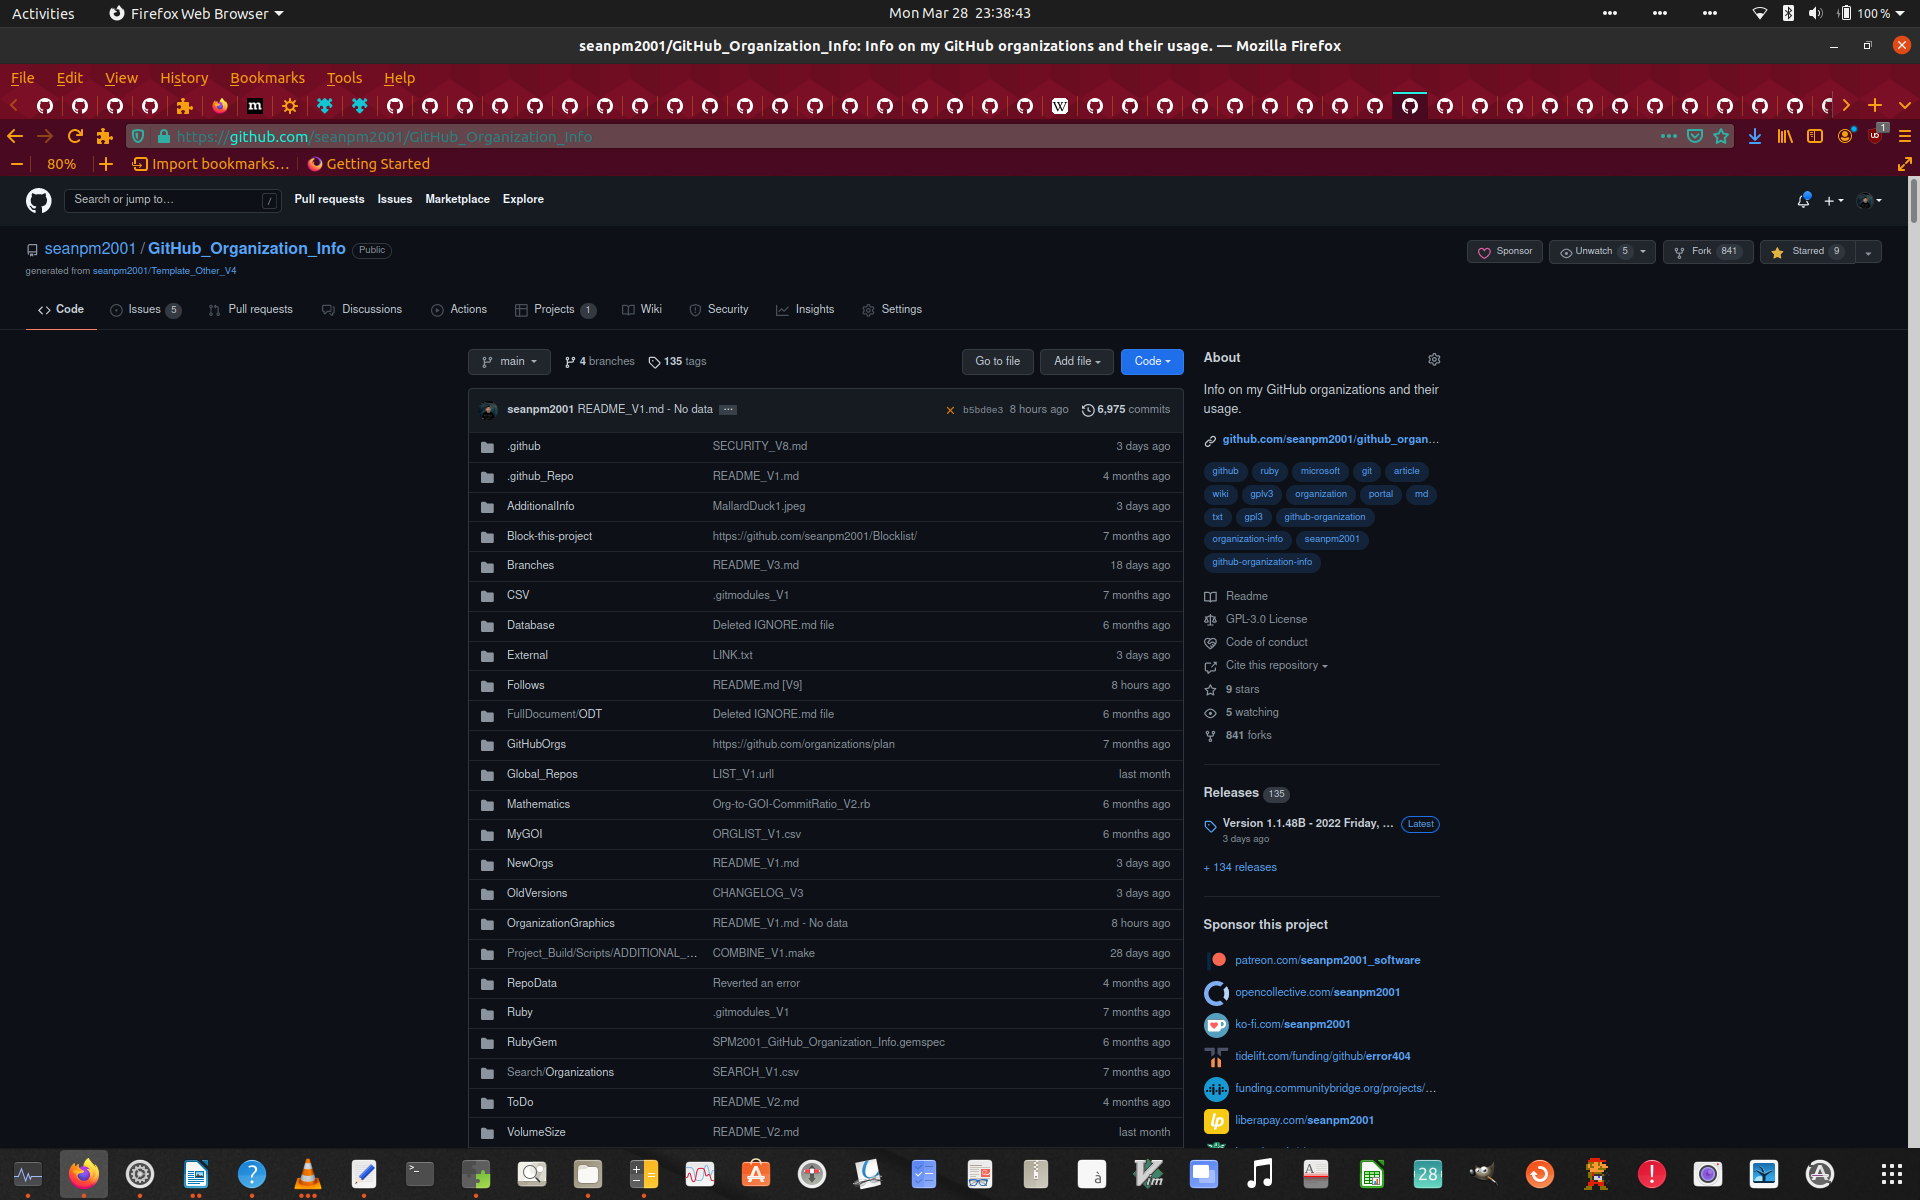 Activities Firefox Web Browser Mon Mar 28 23:38:43 100 %
seanpm2001/GitHub_Organization_Info: Info on my GitHub organizations and their usage. — Mozilla Firefox
File Edit View History Bookmarks Tools Help
https://github.com/seanpm2001/GitHub_Organization_Info 1
80% Import bookmarks... Getting Started
Search or jump to... / Pull requests Issues Marketplace Explore
seanpm2001 / GitHub_Organization_Info Public Sponsor Unwatch 5 Fork 841 Starred 9
generated from seanpm2001/Template_Other_V4
Code Issues 5 Pull requests Discussions Actions Projects 1 Wiki Security Insights Settings
main 4 branches 135 tags Go to file Add file Code
seanpm2001 README_V1.md - No data b5bd0e3 8 hours ago 6,975 commits
.github SECURITY_V8.md 3 days ago
.github_Repo README_V1.md 4 months ago
AdditionalInfo MallardDuck1.jpeg 3 days ago
Block-this-project https://github.com/seanpm2001/Blocklist/ 7 months ago
Branches README_V3.md 18 days ago
CSV .gitmodules_V1 7 months ago
Database Deleted IGNORE.md file 6 months ago
External LINK.txt 3 days ago
Follows README.md [V9] 8 hours ago
FullDocument/ODT Deleted IGNORE.md file 6 months ago
GitHubOrgs https://github.com/organizations/plan 7 months ago
Global_Repos LIST_V1.urll last month
Mathematics Org-to-GOI-CommitRatio_V2.rb 6 months ago
MyGOI ORGLIST_V1.csv 6 months ago
NewOrgs README_V1.md 3 days ago
OldVersions CHANGELOG_V3 3 days ago
OrganizationGraphics README_V1.md - No data 8 hours ago
Project_Build/Scripts/ADDITIONAL_... COMBINE_V1.make 28 days ago
RepoData Reverted an error 4 months ago
Ruby .gitmodules_V1 7 months ago
RubyGem SPM2001_GitHub_Organization_Info.gemspec 6 months ago
Search/Organizations SEARCH_V1.csv 7 months ago
ToDo README_V2.md 4 months ago
VolumeSize README_V2.md last month
About
Info on my GitHub organizations and their
usage.
github.com/seanpm2001/github_organ...
github ruby microsoft git article
wiki gplv3 organization portal md
txt gpl3 github-organization
organization-info seanpm2001
github-organization-info
Readme
GPL-3.0 License
Code of conduct
Cite this repository
9 stars
5 watching
841 forks
Releases 135
Version 1.1.48B - 2022 Friday, ... Latest
3 days ago
+ 134 releases
Sponsor this project
patreon.com/seanpm2001_software
opencollective.com/seanpm2001
ko-fi.com/seanpm2001
tidelift.com/funding/github/error404
funding.communitybridge.org/projects/...
liberapay.com/seanpm2001
28